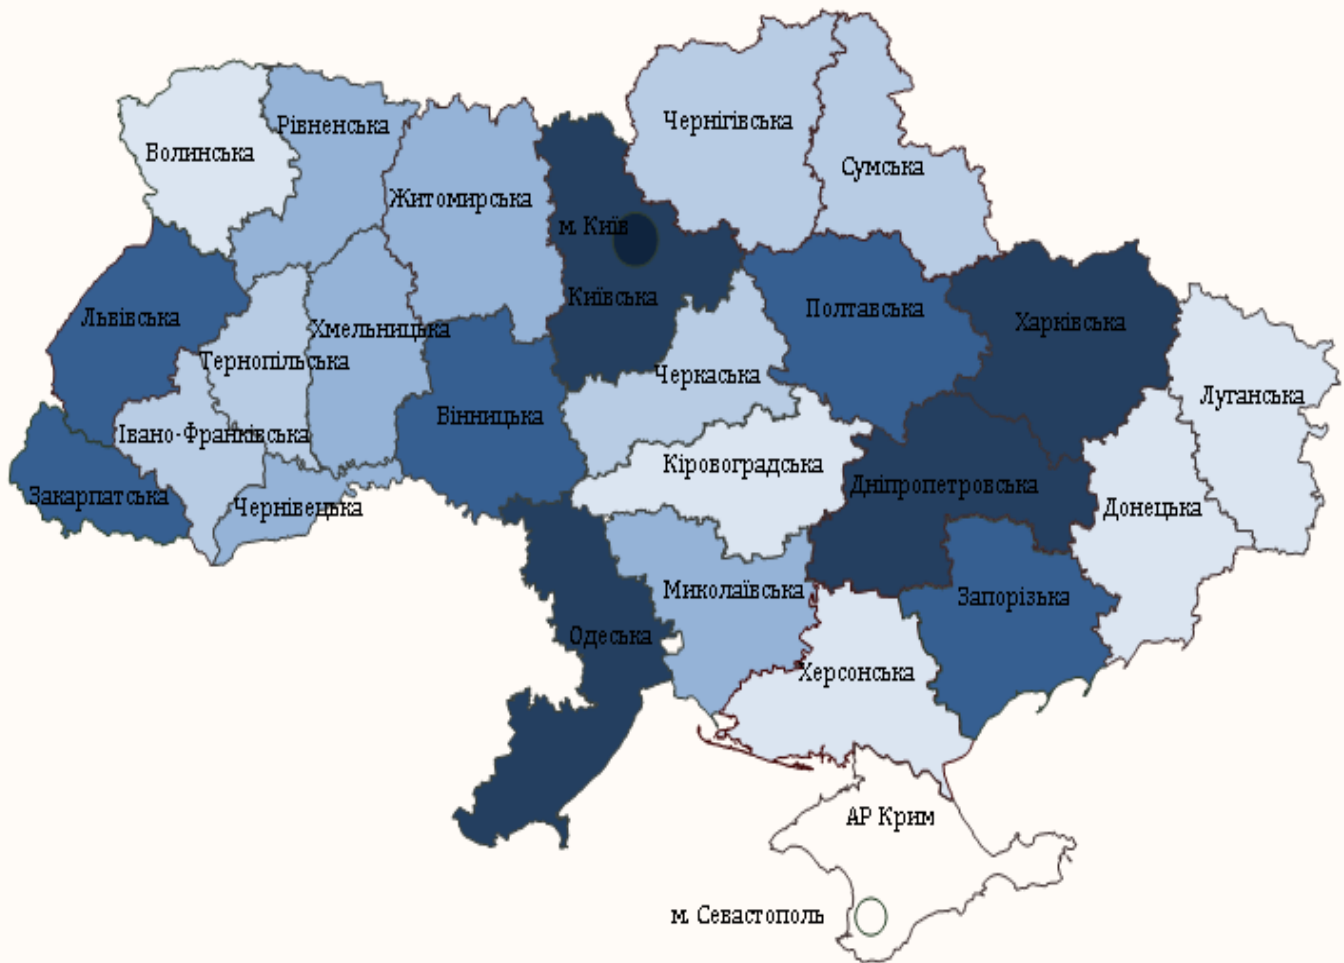 Чернігівська
Рівненська
Волинська
Сумська
Житомирська
м. Київ
Київська
Львівська
Полтавська
Харківська
Хмельницька
Тернопільська
Черкаська
Луганська
Вінницька
Івано-Франківська
Кіровоградська
Дніпропетровська
Закарпатська
Чернівецька
Донецька
Миколаївська
Запорізька
Одеська
Херсонська
АР Крим
м. Севастополь